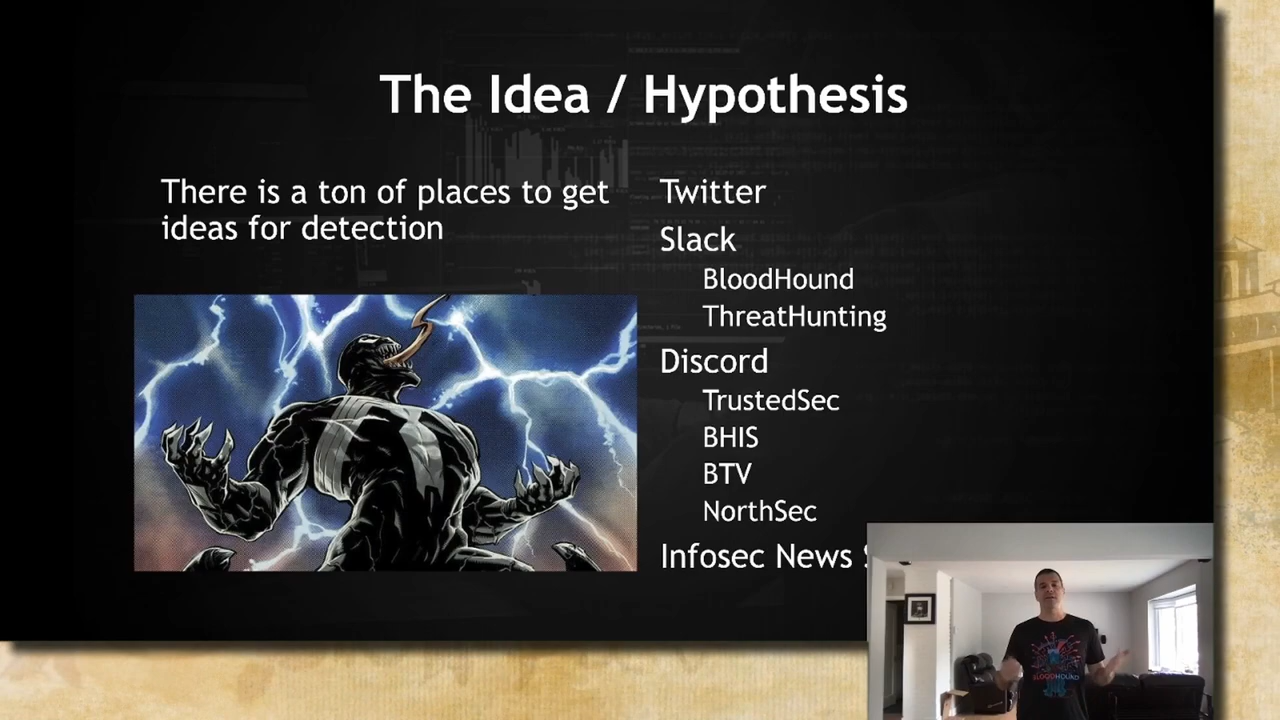 The Idea / Hypothesis
There is a ton of places to get
ideas for detection
Twitter
Slack
BloodHound
ThreatHunting
Discord
TrustedSec
BHIS
BTV
NorthSec
Infosec News
BLOODHOUND